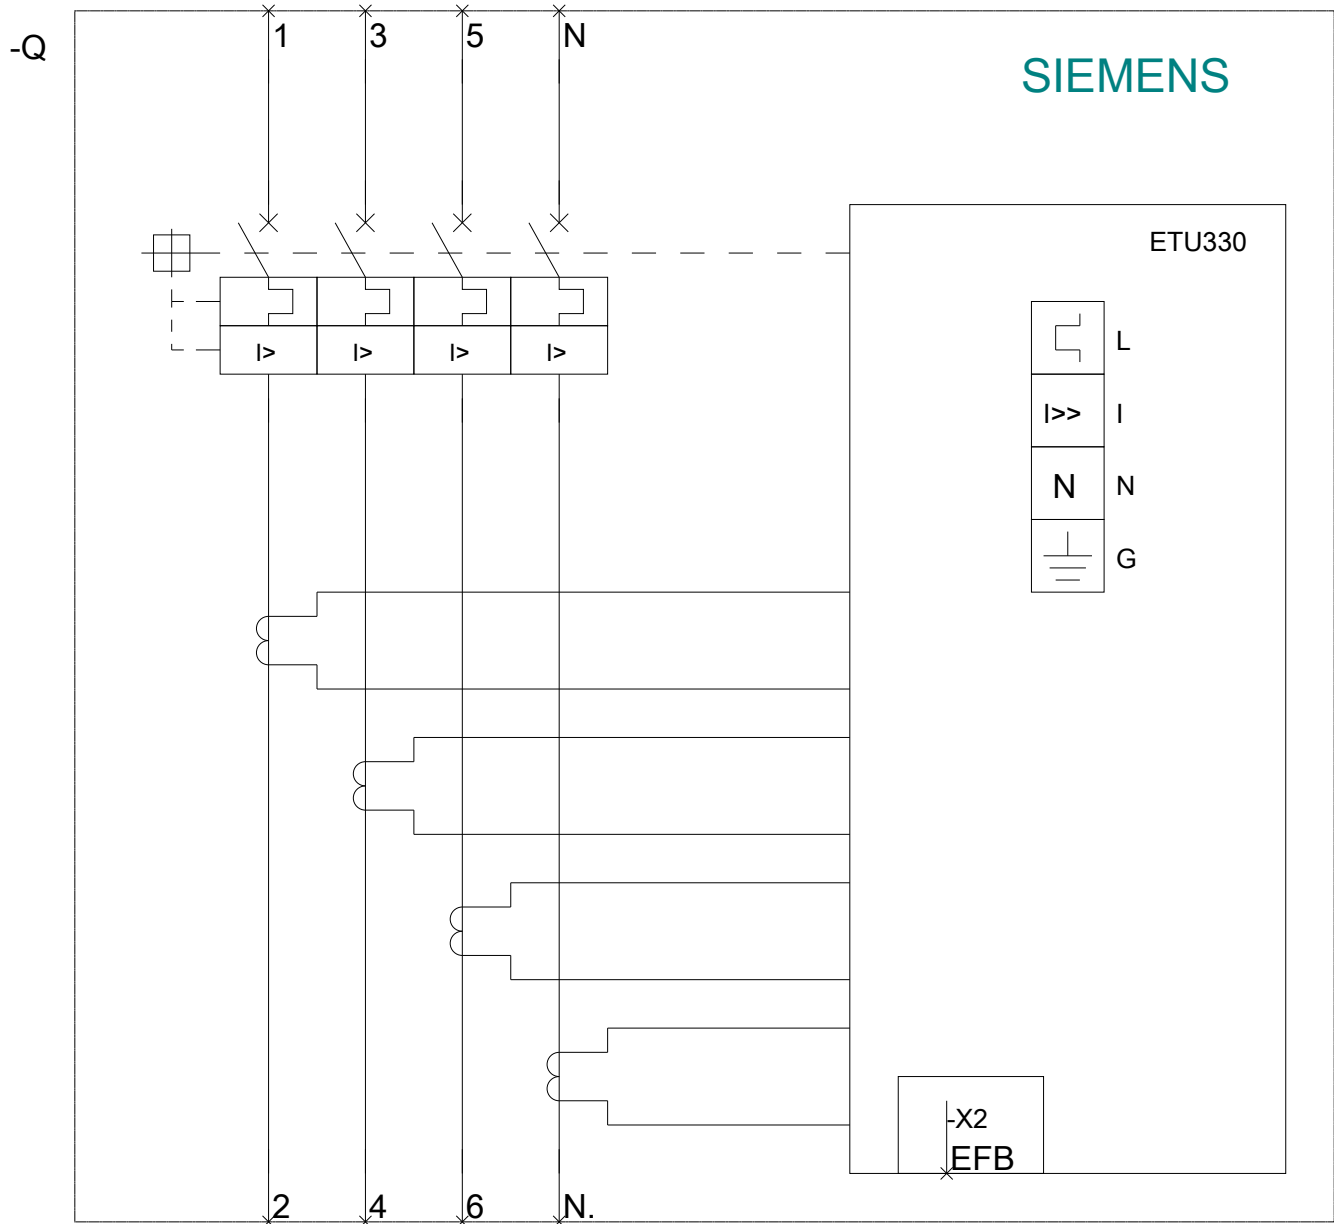 1 3 5 N
-Q
SIEMENS
ETU330
I> I> I> I>
L
I>> I
N N
G
-X2
EFB
2 4 6 N.